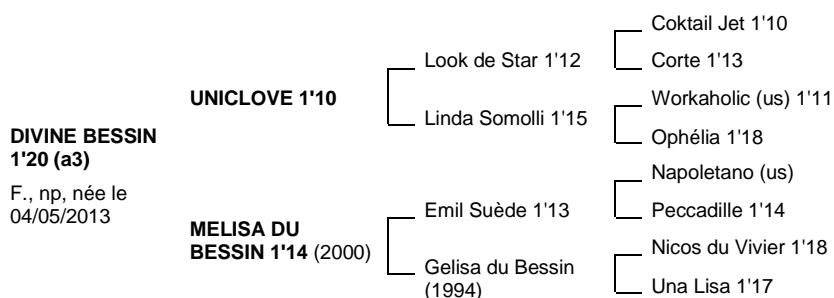 Coktail Jet 1'10
Look de Star 1'12
Corte 1'13
UNICLOVE 1'10
Workaholic (us) 1'11
Linda Somolli 1'15
Ophélia 1'18
DIVINE BESSIN
1'20 (a3)
F., np, née le
04/05/2013
Napoletano (us)
Emil Suède 1'13
Peccadille 1'14
MELISA DU
BESSIN 1'14 (2000)
Nicos du Vivier 1'18
Gelisa du Bessin
(1994)
Una Lisa 1'17